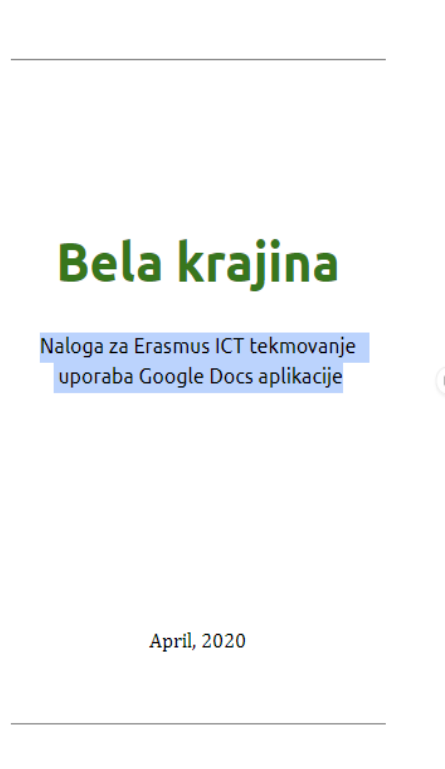 Bela krajina
Naloga za Erasmus ICT tekmovanje
uporaba Google Docs aplikacije
April, 2020